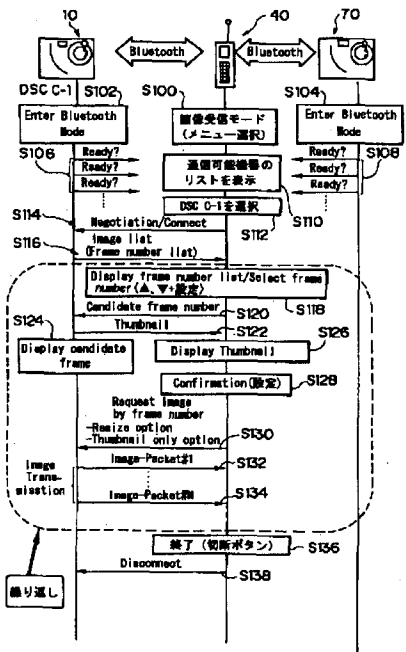 10
40
70
Bluetooth
Bluetooth
DSC C-1
S102
S100
S104
Enter Bluetooth
Mode
画像受信モード
(メニュー選択)
Enter Bluetooth
Mode
S106
Ready?
Ready?
Ready?
通信可能機器の
リストを表示
Ready?
Ready?
Ready?
S108
S110
S114
DSC C-1を選択
S112
Negotiation/Connect
S116
Image list
(Frame number list)
Display frame number list/Select frame
number(▲, ▼+設定)
S118
S124
Candidate frame number
S120
Thumbnail
S122
S126
Display candidate
frame
Display Thumbnail
Confirmation(設定)
S128
Request Image
by frame number
-Resize option
-Thumbnail only option
S130
Image-Packet#1
S132
Image
Trans-
mission
Image-Packet#N
S134
終了(切断ボタン)
S136
Disconnect
S138
繰り返し